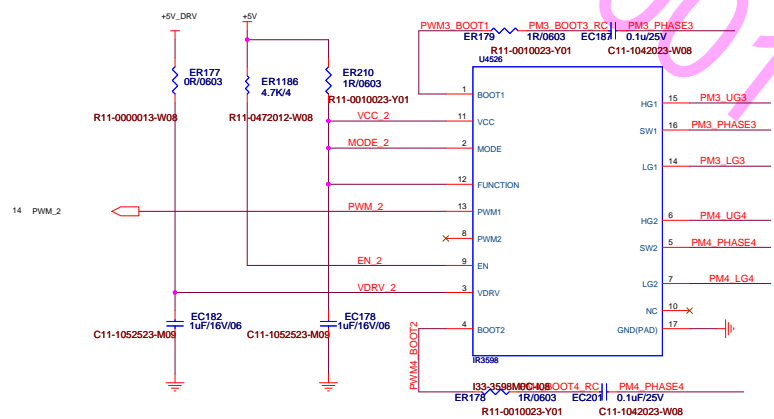 +5V_DRV
+5V
PWM3_BOOT1
PM3_BOOT3_RC
PM3_PHASE3
ER179
1R/0603
EC187
0.1u/25V
R11-0010023-Y01
C11-1042023-W08
U4526
ER177
0R/0603
R11-0000013-W08
ER1186
4.7K/4
R11-0472012-W08
ER210
1R/0603
R11-0010023-Y01
VCC_2
MODE_2
14 PWM_2
PWM_2
EN_2
VDRV_2
1 BOOT1
11 VCC
2 MODE
12 FUNCTION
13 PWM1
8 PWM2
9 EN
3 VDRV
4 BOOT2
HG1 15 PM3_UG3
SW1 16 PM3_PHASE3
LG1 14 PM3_LG3
HG2 6 PM4_UG4
SW2 5 PM4_PHASE4
LG2 7 PM4_LG4
NC 10
GND(PAD) 17
EC182
1uF/16V/06
C11-1052523-M09
EC178
1uF/16V/06
C11-1052523-M09
PWM4_BOOT2
IR3598
BOOT4_RC
PM4_PHASE4
ER178
1R/0603
EC201
0.1uF/25V
R11-0010023-Y01
C11-1042023-W08